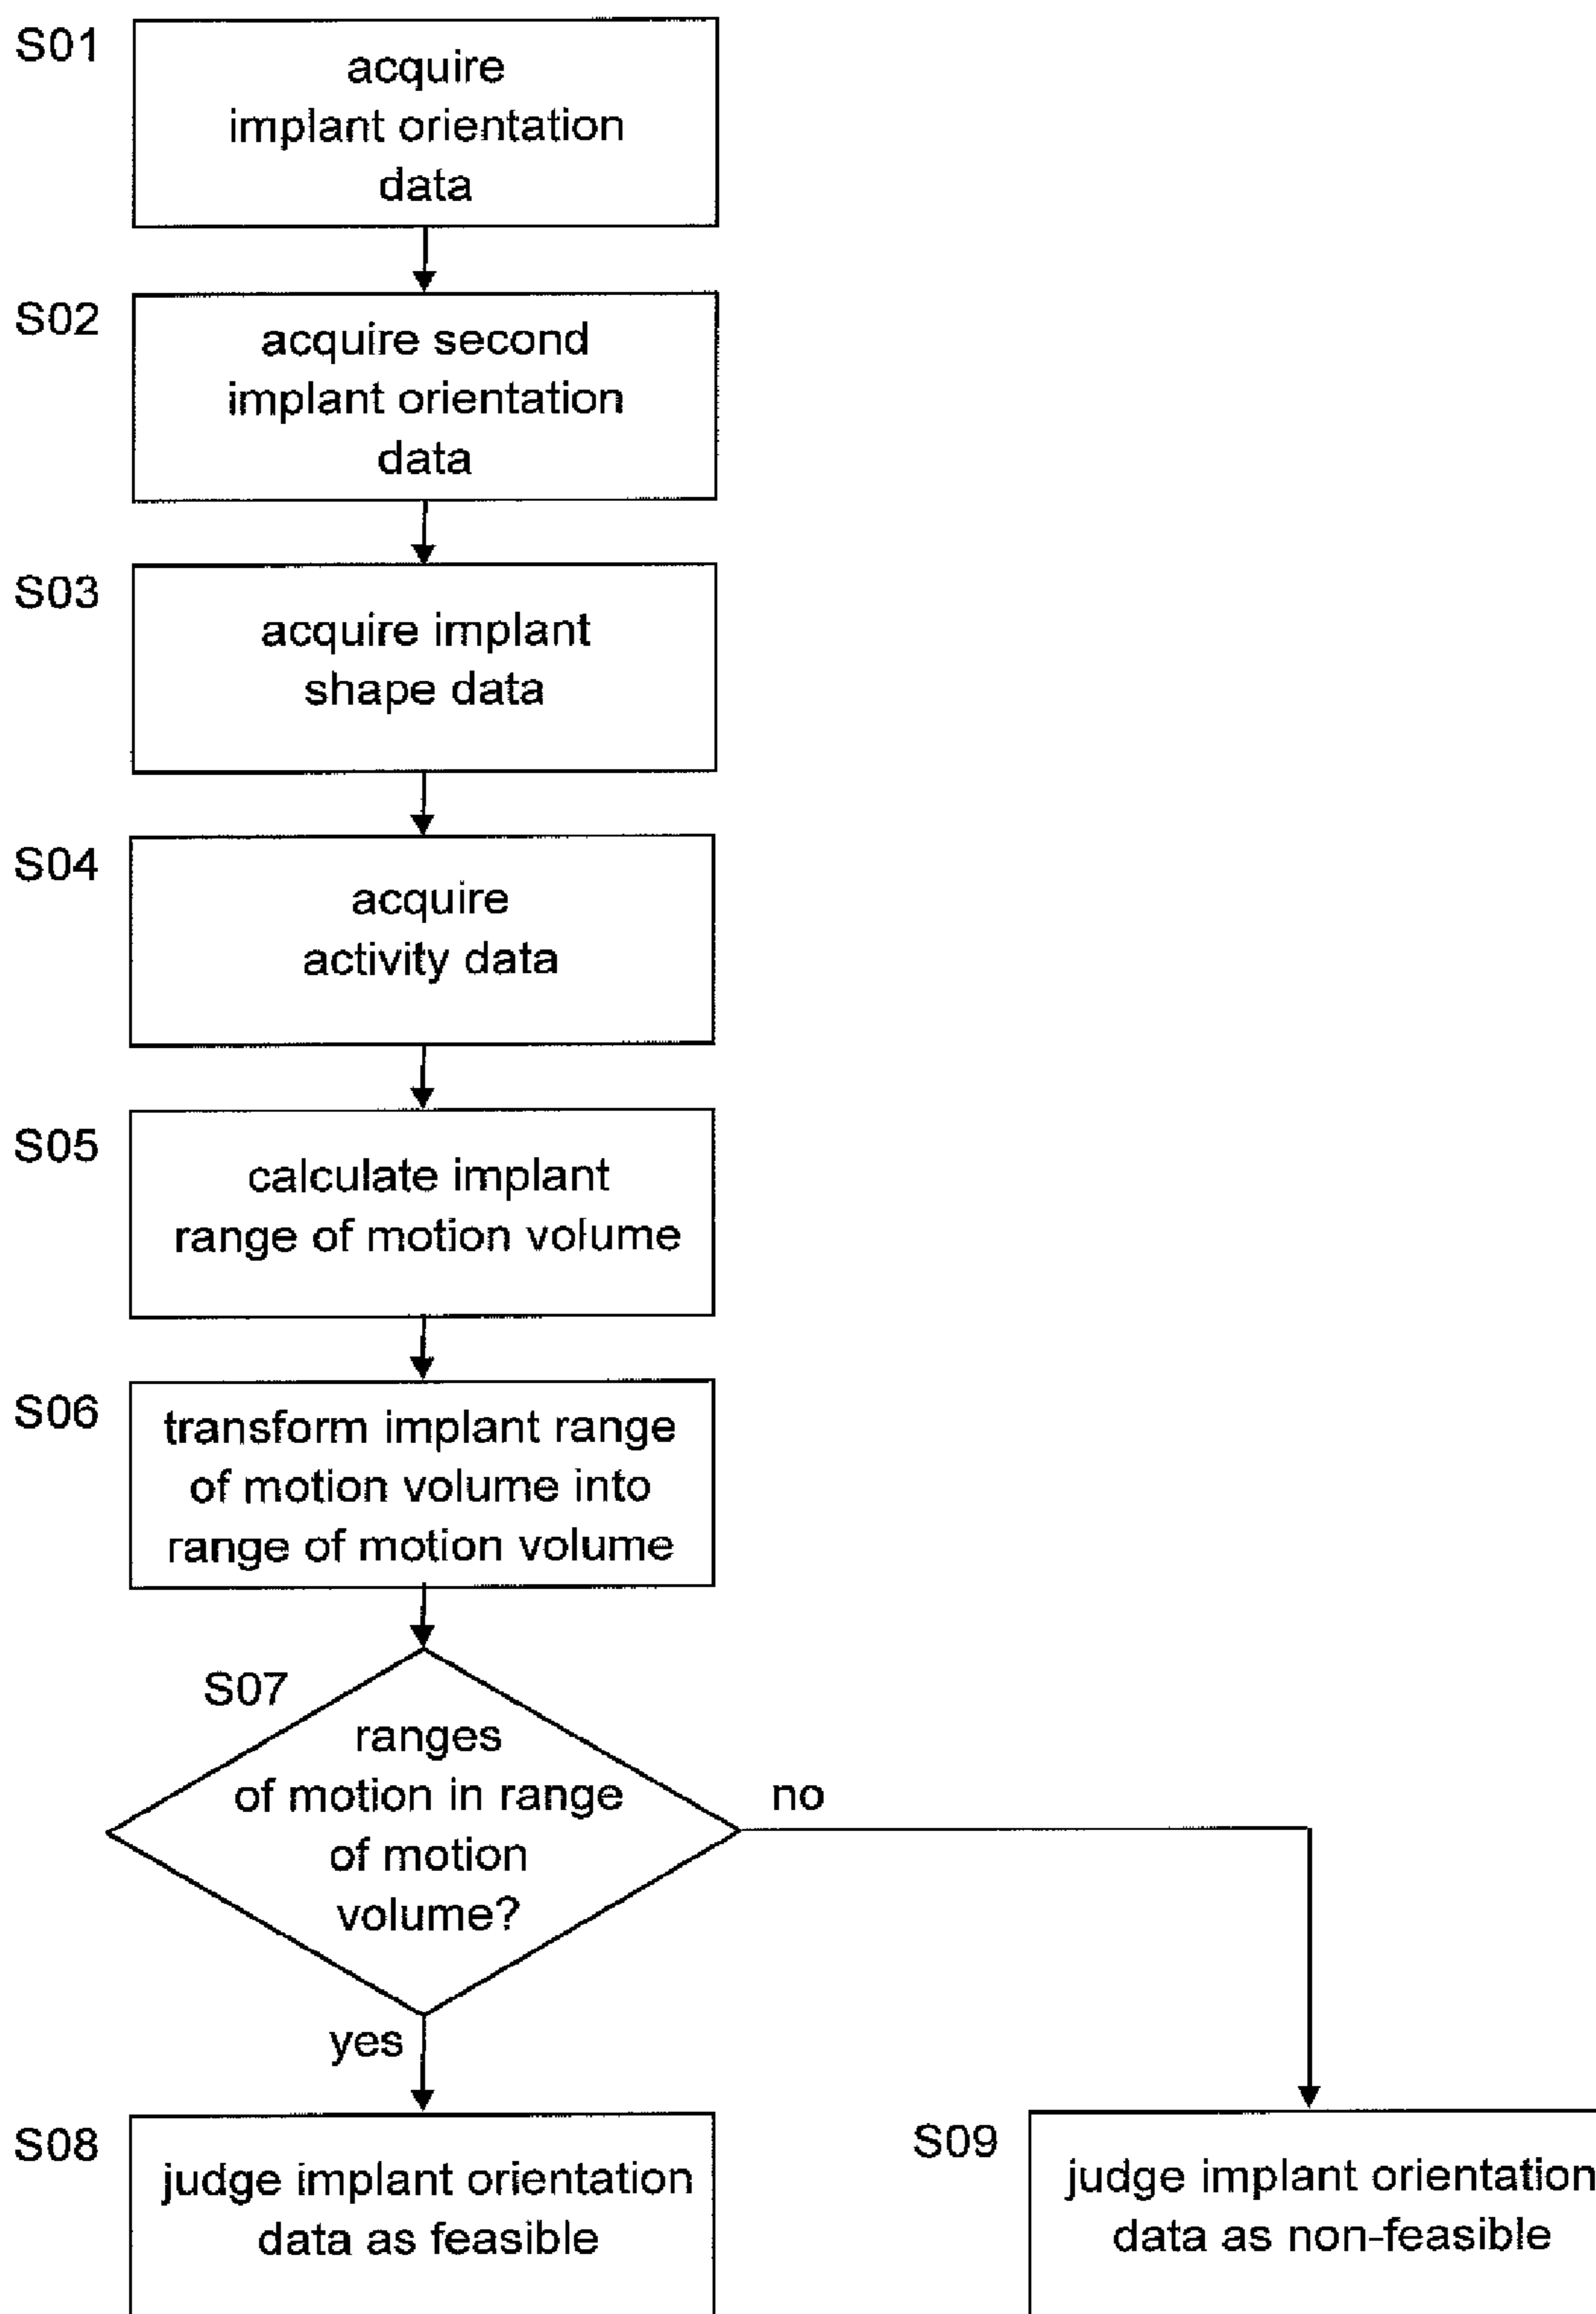 S01
acquire
implant orientation
data
S02
acquire second
implant orientation
data
S03
acquire implant
shape data
S04
acquire
activity data
S05
calculate implant
range of motion volume
S06
transform implant range
of motion volume into
range of motion volume
S07
ranges
of motion in range
of motion
volume?
no
yes
S08
judge implant orientation
data as feasible
S09
judge implant orientation
data as non-feasible